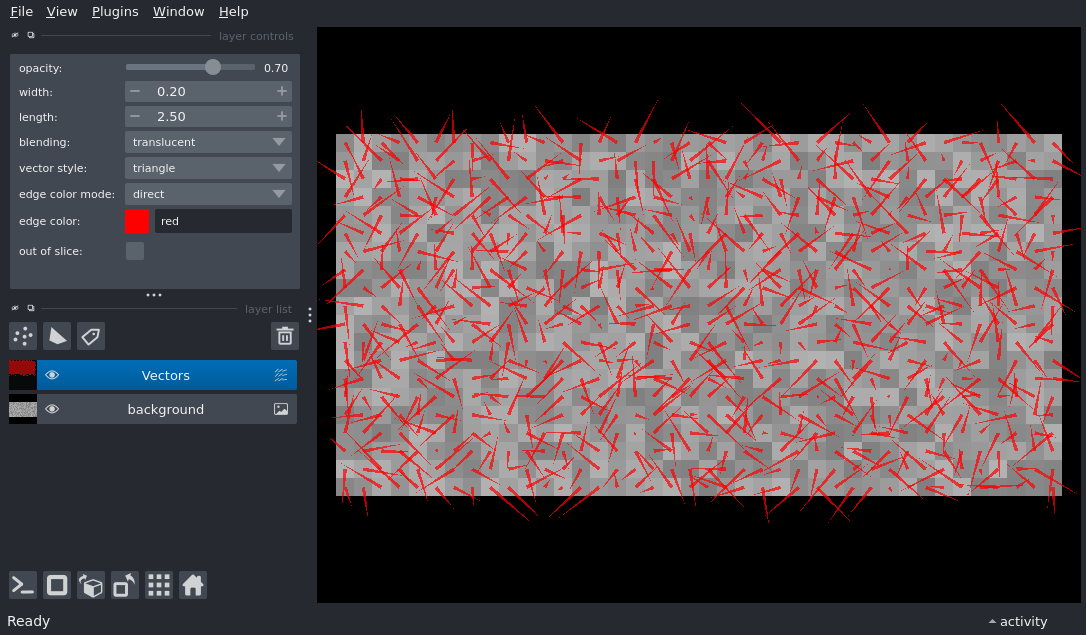 File View Plugins Window Help
layer controls
opacity: 0.70
width: 0.20
length: 2.50
blending: translucent
vector style: triangle
edge color mode: direct
edge color: red
out of slice:
layer list
Vectors
background
Ready
activity